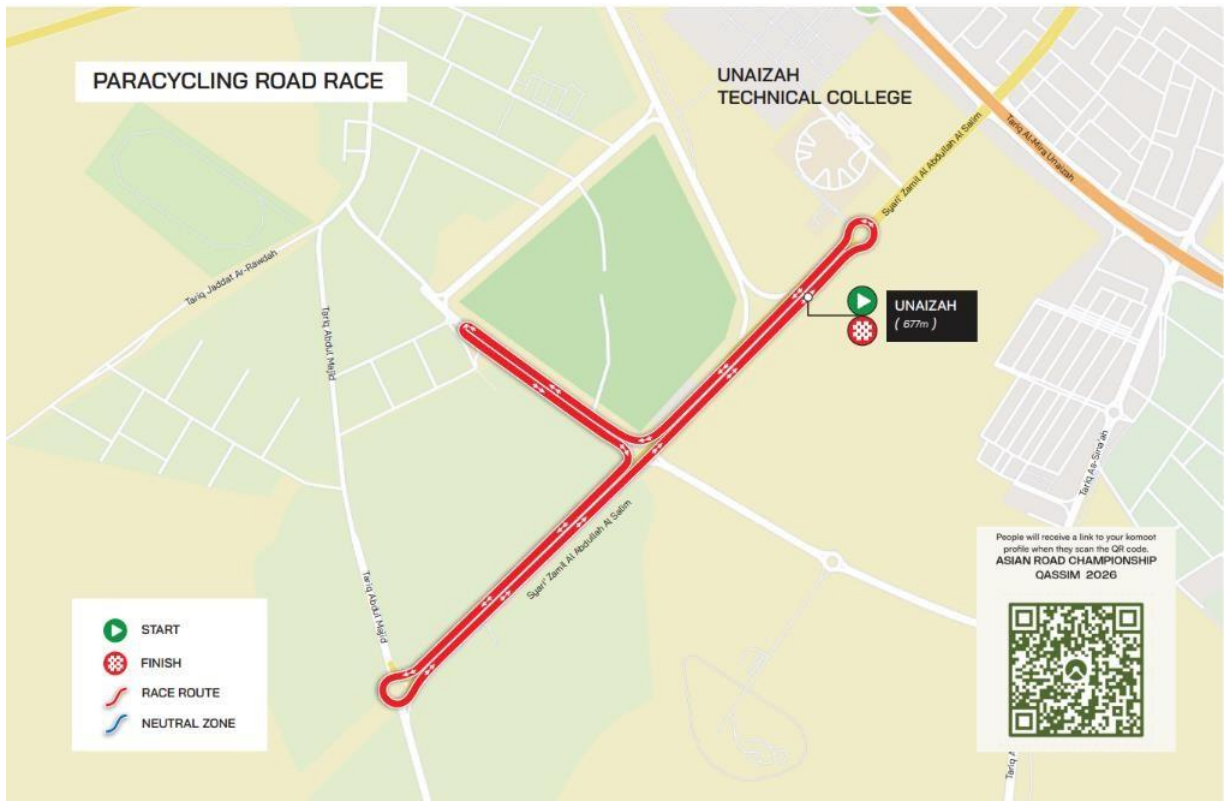 PARACYCLING ROAD RACE
UNAIZAH
TECHNICAL COLLEGE
Tariq Al-Mira Unaizah
Syari' Zamil Al Abdullah Al Salim
Tariq Jaddat Ar-Rawdah
Tariq Abdul Majid
UNAIZAH
( 677m )
Tariq As-Sina'ah
Syari' Zamil Al Abdullah Al Salim
Tariq Abdul Majid
People will receive a link to your komoot
profile when they scan the QR code.
ASIAN ROAD CHAMPIONSHIP
QASSIM 2026
START
FINISH
RACE ROUTE
NEUTRAL ZONE